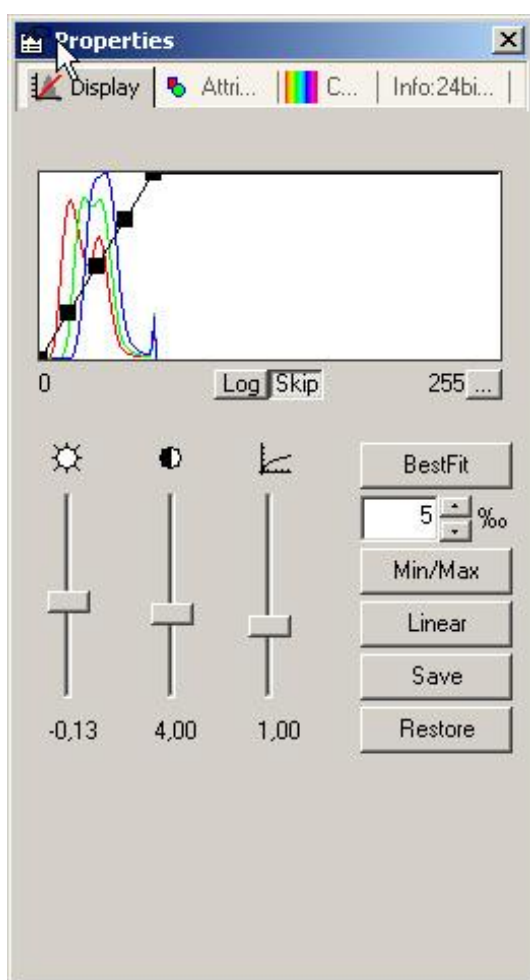 Properties
Display Attri... C... Info:24bi...
0 Log Skip 255 ...
BestFit
5 ‰
Min/Max
Linear
Save
-0,13 4,00 1,00 Restore